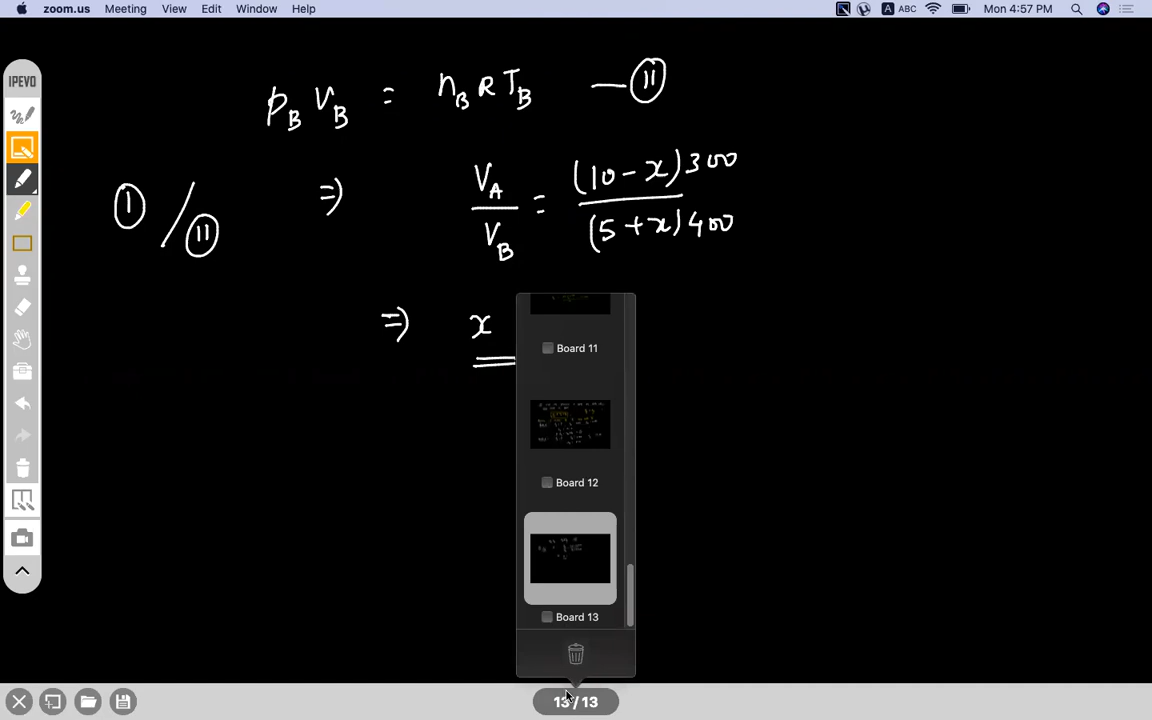 zoom.us Meeting View Edit Window Help A ABC Mon 4:57 PM
IPEVO
p_B V_B = n_B R T_B — II
I / II ⇒ V_A / V_B = (10 - x) 300 / (5 + x) 400
⇒ x
Board 11
Board 12
Board 13
13 / 13